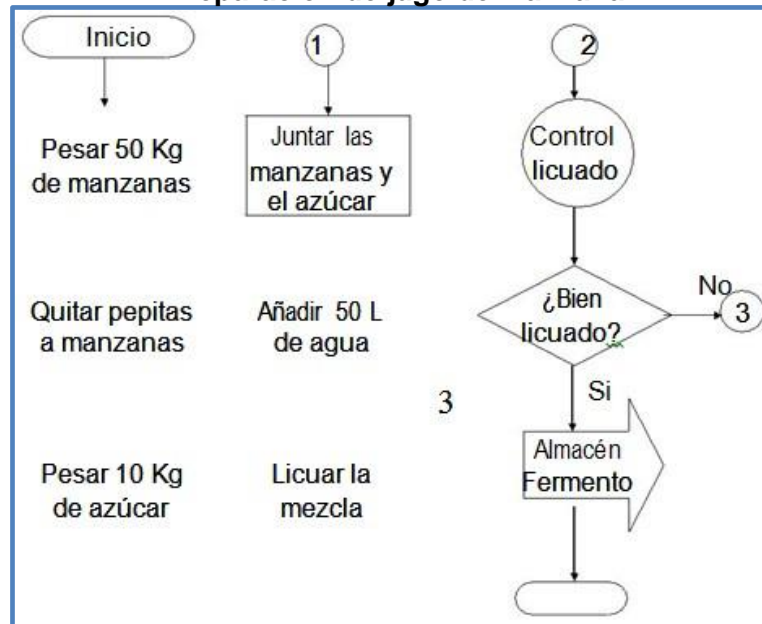 Inicio
Pesar 50 Kg
de manzanas
Quitar pepitas
a manzanas
Pesar 10 Kg
de azúcar
1
Juntar las
manzanas y
el azúcar
Añadir 50 L
de agua
3
Licuar la
mezcla
2
Control
licuado
¿Bien
licuado?
No
3
Si
Almacén
Fermento